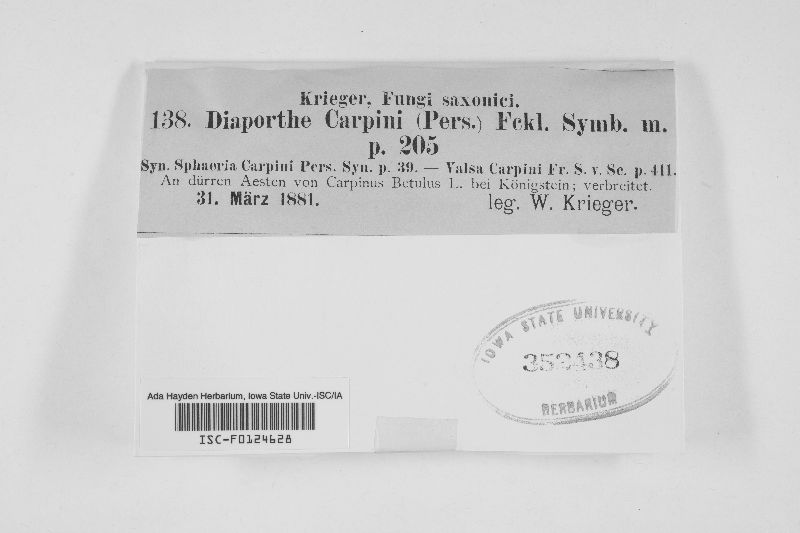 Krieger, Fungi saxonici.
138. Diaporthe Carpini (Pers.) Fckl. Symb. m.
p. 205
Syn. Sphaeria Carpini Pers. Syn. p. 39. — Valsa Carpini Fr. S. v. Sc. p. 411.
An dürren Aesten von Carpinus Betulus L. bei Königstein; verbreitet.
31. März 1881. leg. W. Krieger.
IOWA STATE UNIVERSITY
352438
HERBARIUM
Ada Hayden Herbarium, Iowa State Univ.-ISC/IA
ISC-F0124628